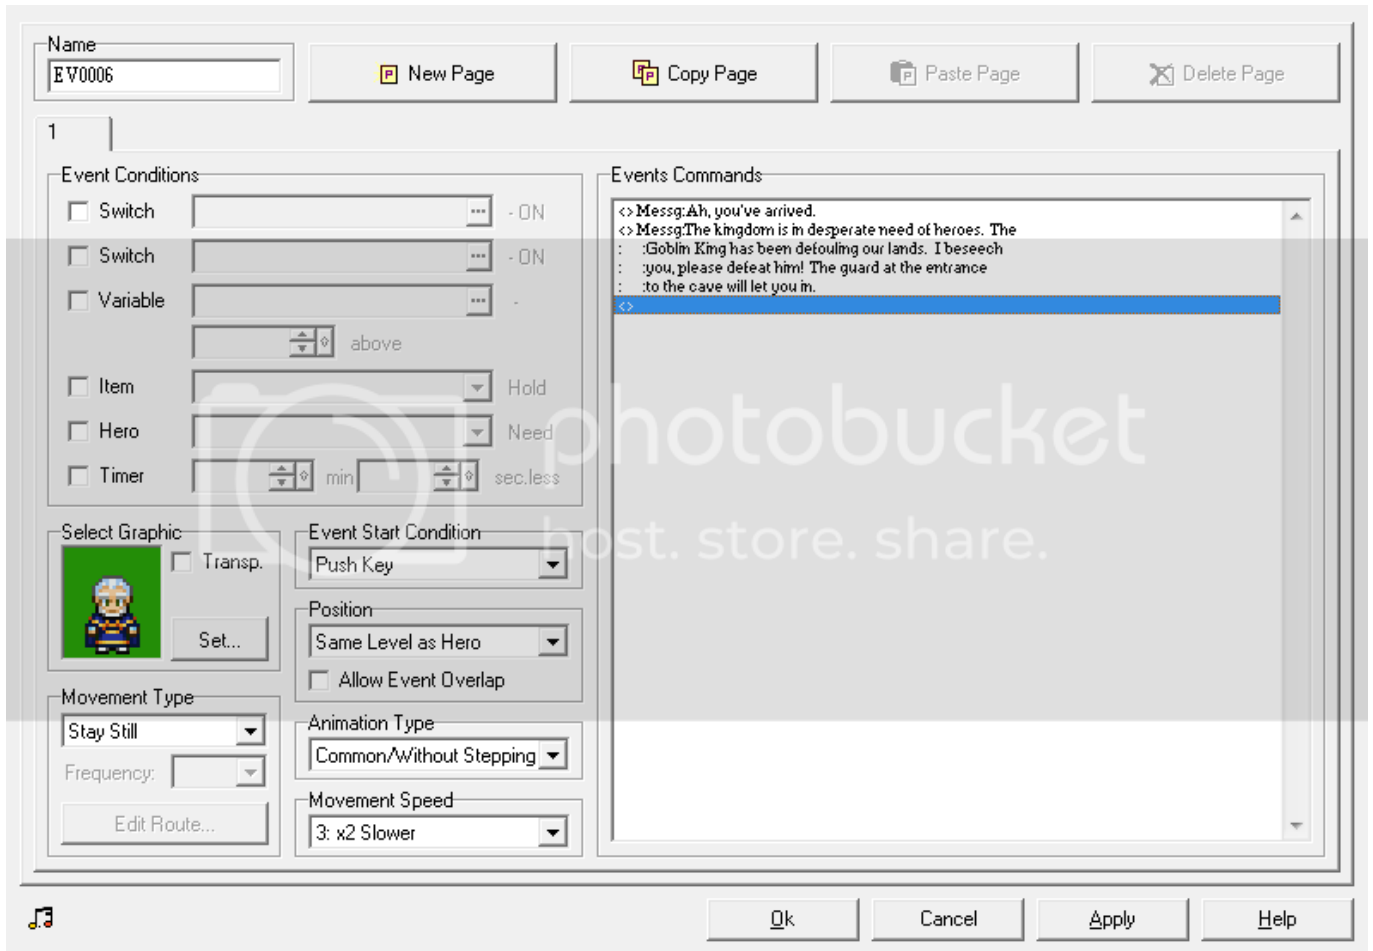 Name
EV0006
New Page
Copy Page
Paste Page
Delete Page
1
Event Conditions
Switch
- ON
Switch
- ON
Variable
-
above
Item
Hold
Hero
Need
Timer
min
sec.less
Select Graphic
Transp.
Set...
Movement Type
Stay Still
Frequency:
Edit Route...
Event Start Condition
Push Key
Position
Same Level as Hero
Allow Event Overlap
Animation Type
Common/Without Stepping
Movement Speed
3: x2 Slower
Events Commands
<> Messg:Ah, you've arrived.
<> Messg:The kingdom is in desperate need of heroes. The
: :Goblin King has been defouling our lands. I beseech
: :you, please defeat him! The guard at the entrance
: :to the cave will let you in.
<>
photobucket
host. store. share.
Ok
Cancel
Apply
Help